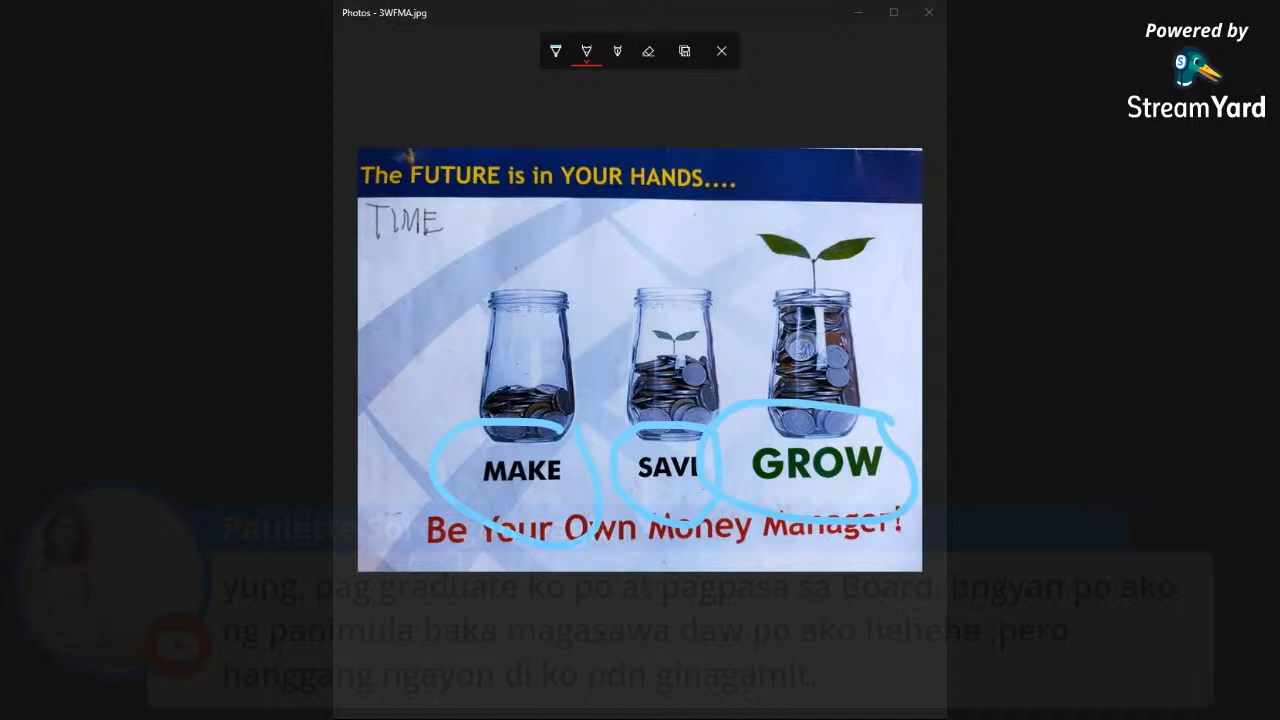 Photos - 3WFMA.jpg
Powered by
StreamYard
The FUTURE is in YOUR HANDS....
TIME
MAKE
SAVE
GROW
Be Your Own Money Manager!
Paulette
yung, pag graduate ko po at pagpasa sa Board, bngyan po ako
ng panimula baka magasawa daw po ako hehehe ,pero
hanggang ngayon di ko pdn ginagamit.